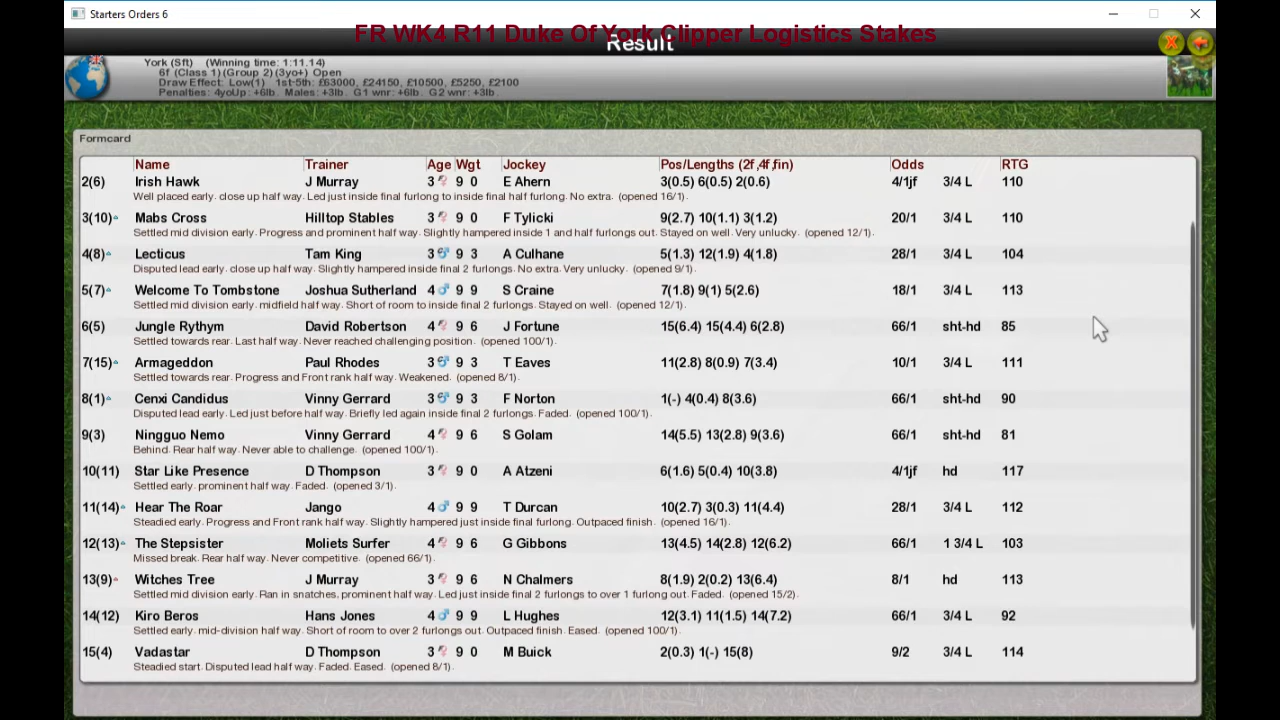 Starters Orders 6
FR WK4 R11 Duke Of York Clipper Logistics Stakes
Result
York (Sft) (Winning time: 1:11.14)
6f (Class 1) (Group 2) (3yo+) Open
Draw Effect: Low(1) 1st-5th: £63000, £24150, £10500, £5250, £2100
Penalties: 4yoUp: +6lb. Males: +3lb. G1 wnr: +6lb. G2 wnr: +3lb.
Formcard
Name Trainer Age Wgt Jockey Pos/Lengths (2f,4f,fin) Odds RTG
2(6) Irish Hawk J Murray 3 9 0 E Ahern 3(0.5) 6(0.5) 2(0.6) 4/1jf 3/4 L 110
Well placed early. close up half way. Led just inside final furlong to inside final half furlong. No extra. (opened 16/1).
3(10) Mabs Cross Hilltop Stables 3 9 0 F Tylicki 9(2.7) 10(1.1) 3(1.2) 20/1 3/4 L 110
Settled mid division early. Progress and prominent half way. Slightly hampered inside 1 and half furlongs out. Stayed on well. Very unlucky. (opened 12/1).
4(8) Lecticus Tam King 3 9 3 A Culhane 5(1.3) 12(1.9) 4(1.8) 28/1 3/4 L 104
Disputed lead early. close up half way. Slightly hampered inside final 2 furlongs. No extra. Very unlucky. (opened 9/1).
5(7) Welcome To Tombstone Joshua Sutherland 4 9 9 S Craine 7(1.8) 9(1) 5(2.6) 18/1 3/4 L 113
Settled mid division early. midfield half way. Short of room to inside final 2 furlongs. Stayed on well. (opened 12/1).
6(5) Jungle Rythym David Robertson 4 9 6 J Fortune 15(6.4) 15(4.4) 6(2.8) 66/1 sht-hd 85
Settled towards rear. Last half way. Never reached challenging position. (opened 100/1).
7(15) Armageddon Paul Rhodes 3 9 3 T Eaves 11(2.8) 8(0.9) 7(3.4) 10/1 3/4 L 111
Settled towards rear. Progress and Front rank half way. Weakened. (opened 8/1).
8(1) Cenxi Candidus Vinny Gerrard 3 9 3 F Norton 1(-) 4(0.4) 8(3.6) 66/1 sht-hd 90
Disputed lead early. Led just before half way. Briefly led again inside final 2 furlongs. Faded. (opened 100/1).
9(3) Ningguo Nemo Vinny Gerrard 4 9 6 S Golam 14(5.5) 13(2.8) 9(3.6) 66/1 sht-hd 81
Behind. Rear half way. Never able to challenge. (opened 100/1).
10(11) Star Like Presence D Thompson 3 9 0 A Atzeni 6(1.6) 5(0.4) 10(3.8) 4/1jf hd 117
Settled early. prominent half way. Faded. (opened 3/1).
11(14) Hear The Roar Jango 4 9 9 T Durcan 10(2.7) 3(0.3) 11(4.4) 28/1 3/4 L 112
Steadied early. Progress and Front rank half way. Slightly hampered just inside final furlong. Outpaced finish. (opened 16/1).
12(13) The Stepsister Moliets Surfer 4 9 6 G Gibbons 13(4.5) 14(2.8) 12(6.2) 66/1 1 3/4 L 103
Missed break. Rear half way. Never competitive. (opened 66/1).
13(9) Witches Tree J Murray 3 9 6 N Chalmers 8(1.9) 2(0.2) 13(6.4) 8/1 hd 113
Settled mid division early. Ran in snatches. prominent half way. Led just inside final 2 furlongs to over 1 furlong out. Faded. (opened 15/2).
14(12) Kiro Beros Hans Jones 4 9 9 L Hughes 12(3.1) 11(1.5) 14(7.2) 66/1 3/4 L 92
Settled early. mid-division half way. Short of room to over 2 furlongs out. Outpaced finish. Eased. (opened 100/1).
15(4) Vadastar D Thompson 3 9 0 M Buick 2(0.3) 1(-) 15(8) 9/2 3/4 L 114
Steadied start. Disputed lead half way. Faded. Eased. (opened 8/1).